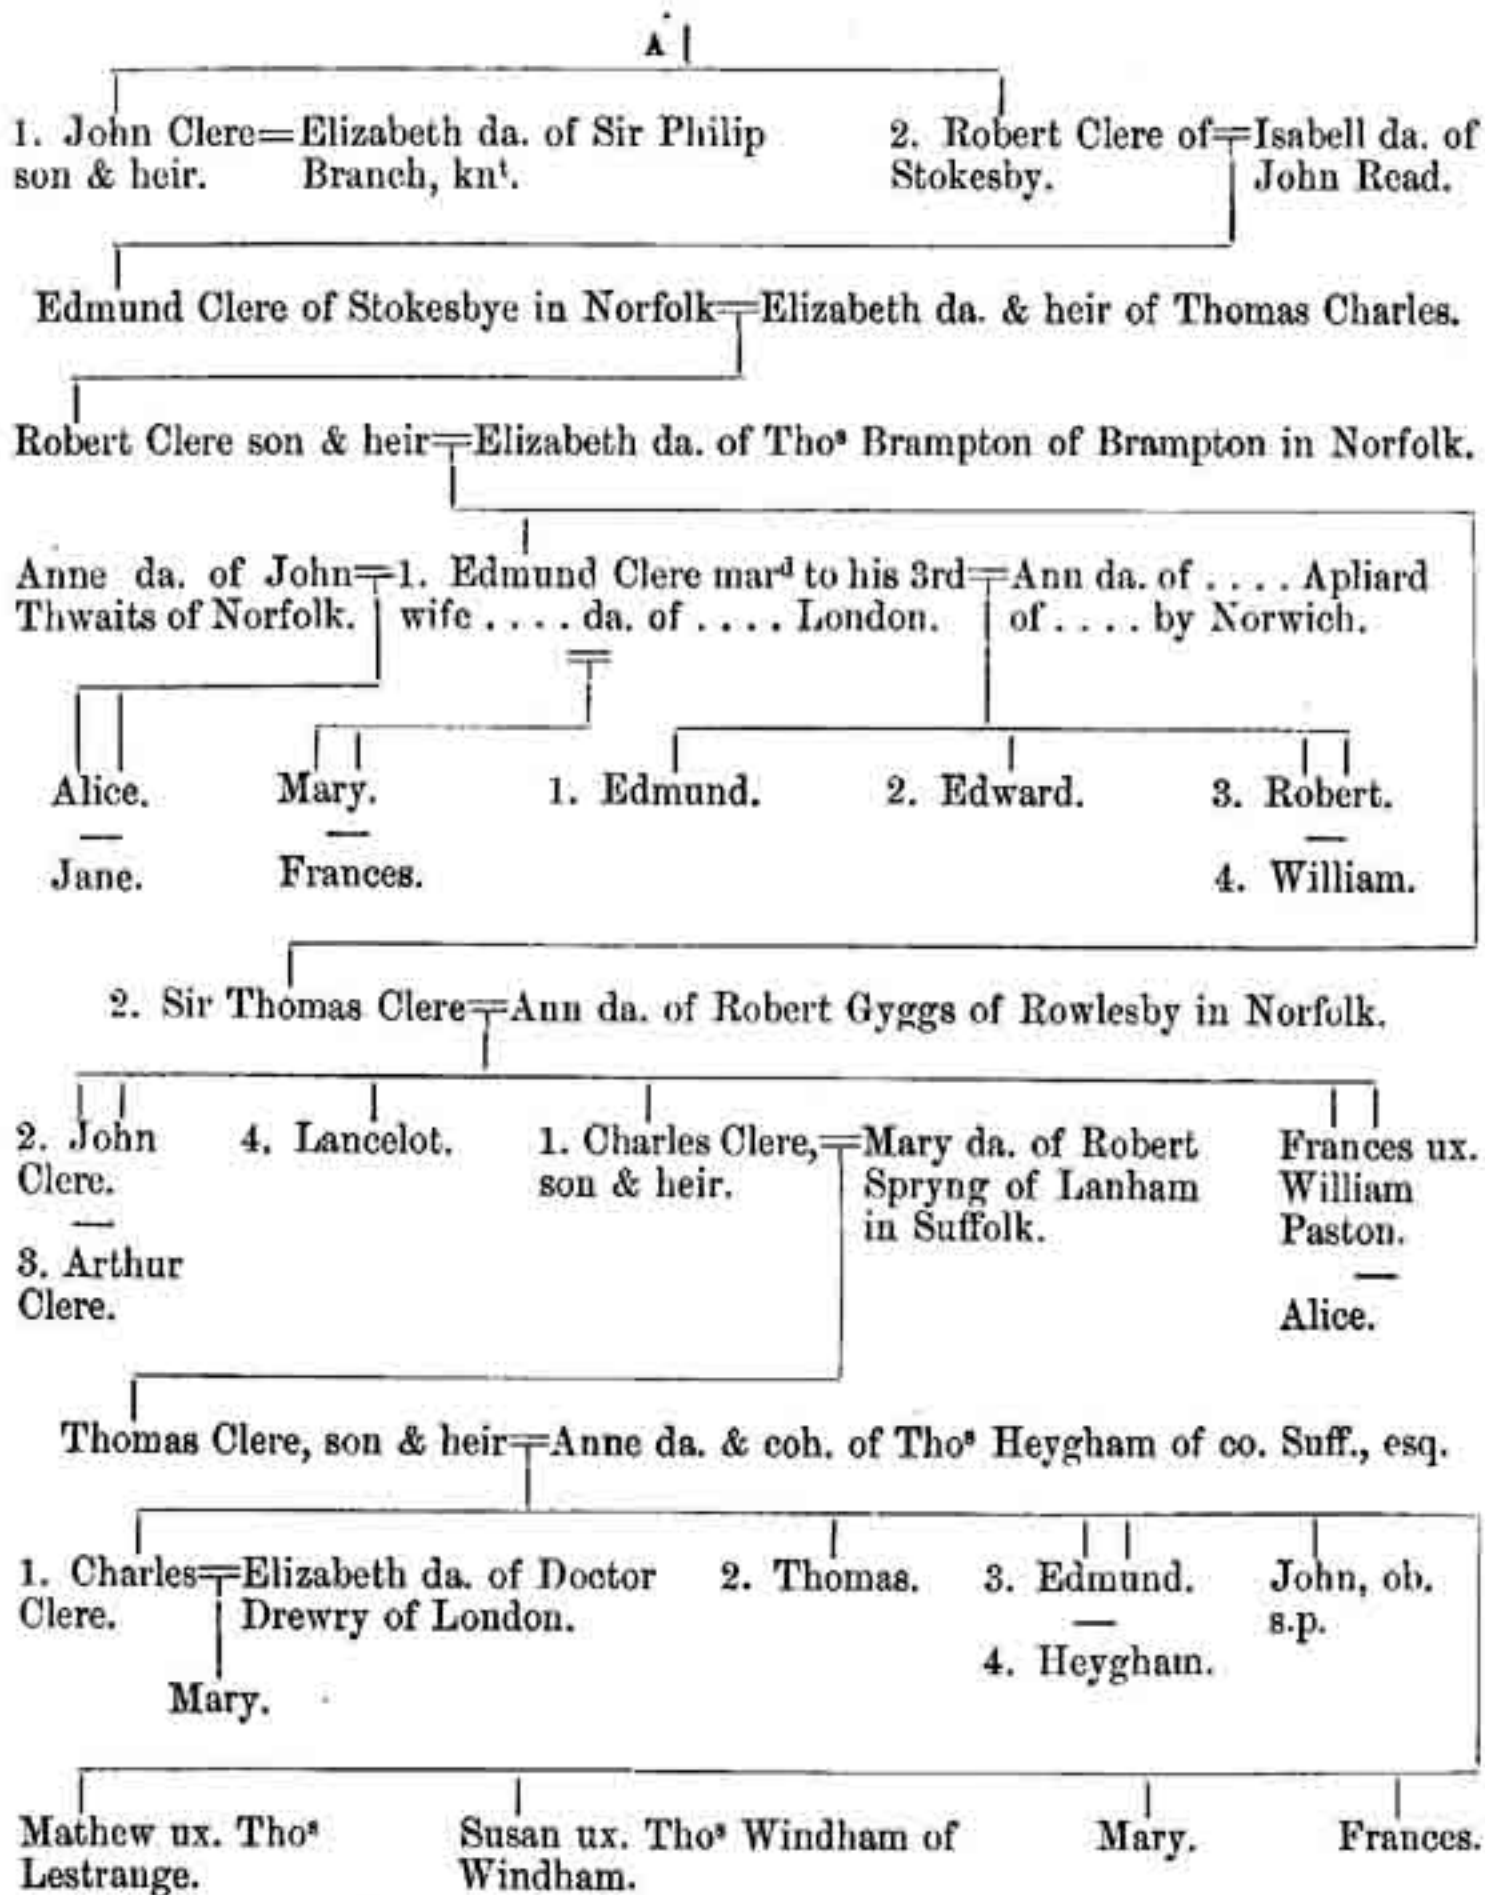 A
1. John Clere=Elizabeth da. of Sir Philip 2. Robert Clere of=Isabell da. of
son & heir. Branch, knᵗ. Stokesby. John Read.
Edmund Clere of Stokesbye in Norfolk=Elizabeth da. & heir of Thomas Charles.
Robert Clere son & heir=Elizabeth da. of Thoˢ Brampton of Brampton in Norfolk.
Anne da. of John=1. Edmund Clere marᵈ to his 3rd=Ann da. of .... Apliard
Thwaits of Norfolk. wife .... da. of .... London. of .... by Norwich.
Alice. Mary. 1. Edmund. 2. Edward. 3. Robert.
Jane. Frances. 4. William.
2. Sir Thomas Clere=Ann da. of Robert Gyggs of Rowlesby in Norfolk.
2. John 4. Lancelot. 1. Charles Clere,=Mary da. of Robert Frances ux.
Clere. son & heir. Spryng of Lanham William
in Suffolk. Paston.
3. Arthur
Clere. Alice.
Thomas Clere, son & heir=Anne da. & coh. of Thoˢ Heygham of co. Suff., esq.
1. Charles=Elizabeth da. of Doctor 2. Thomas. 3. Edmund. John, ob.
Clere. Drewry of London. s.p.
4. Heygham.
Mary.
Mathew ux. Thoˢ Susan ux. Thoˢ Windham of Mary. Frances.
Lestrange. Windham.